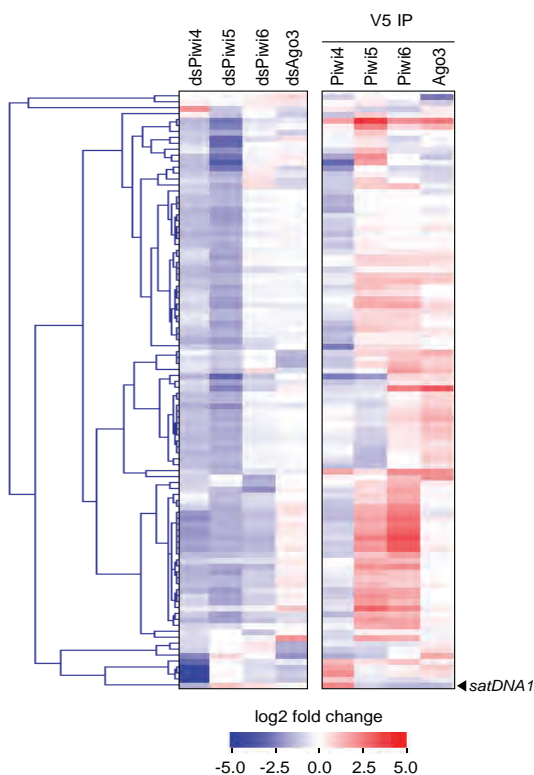 V5 IP
dsPiwi4 dsPiwi5 dsPiwi6 dsAgo3 Piwi4 Piwi5 Piwi6 Ago3
◄ satDNA1
log2 fold change
-5.0 -2.5 0.0 2.5 5.0